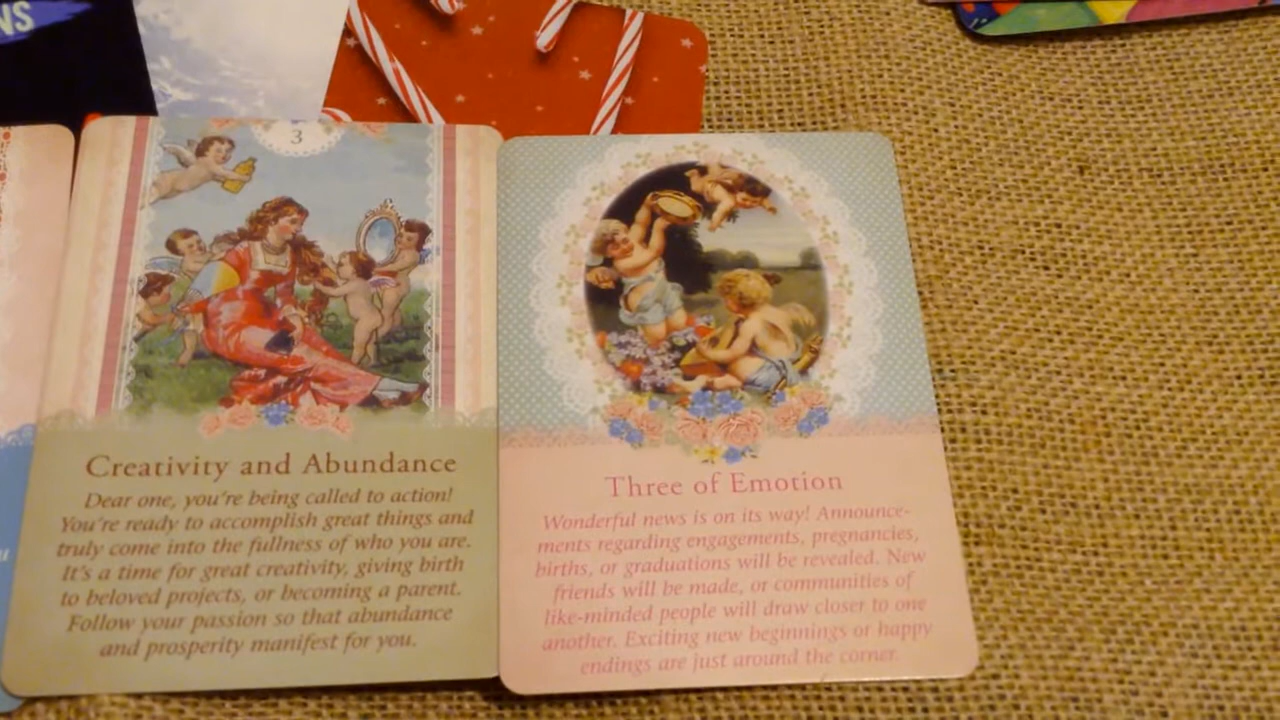 NS
3
Creativity and Abundance
Dear one, you're being called to action!
You're ready to accomplish great things and
truly come into the fullness of who you are.
It's a time for great creativity, giving birth
to beloved projects, or becoming a parent.
Follow your passion so that abundance
and prosperity manifest for you.
Three of Emotion
Wonderful news is on its way! Announce-
ments regarding engagements, pregnancies,
births, or graduations will be revealed. New
friends will be made, or communities of
like-minded people will draw closer to one
another. Exciting new beginnings or happy
endings are just around the corner.